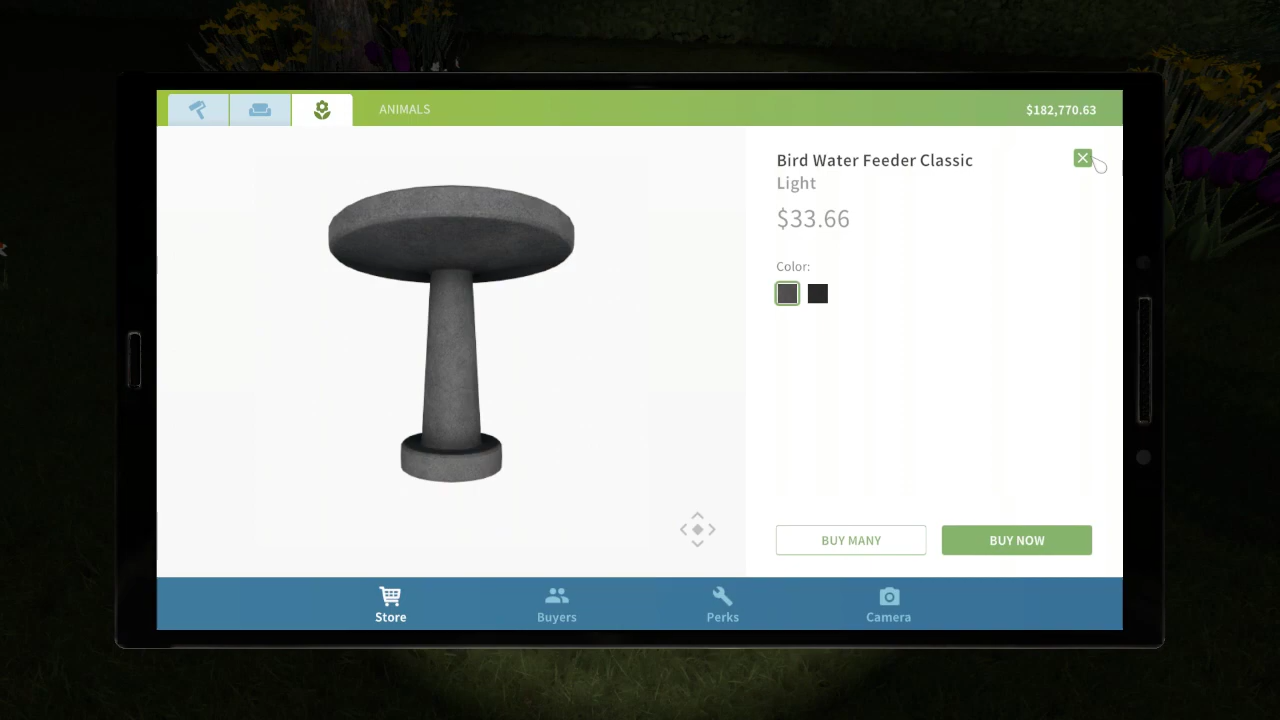 ANIMALS
$182,770.63
Bird Water Feeder Classic
Light
$33.66
Color:
BUY MANY
BUY NOW
Store
Buyers
Perks
Camera